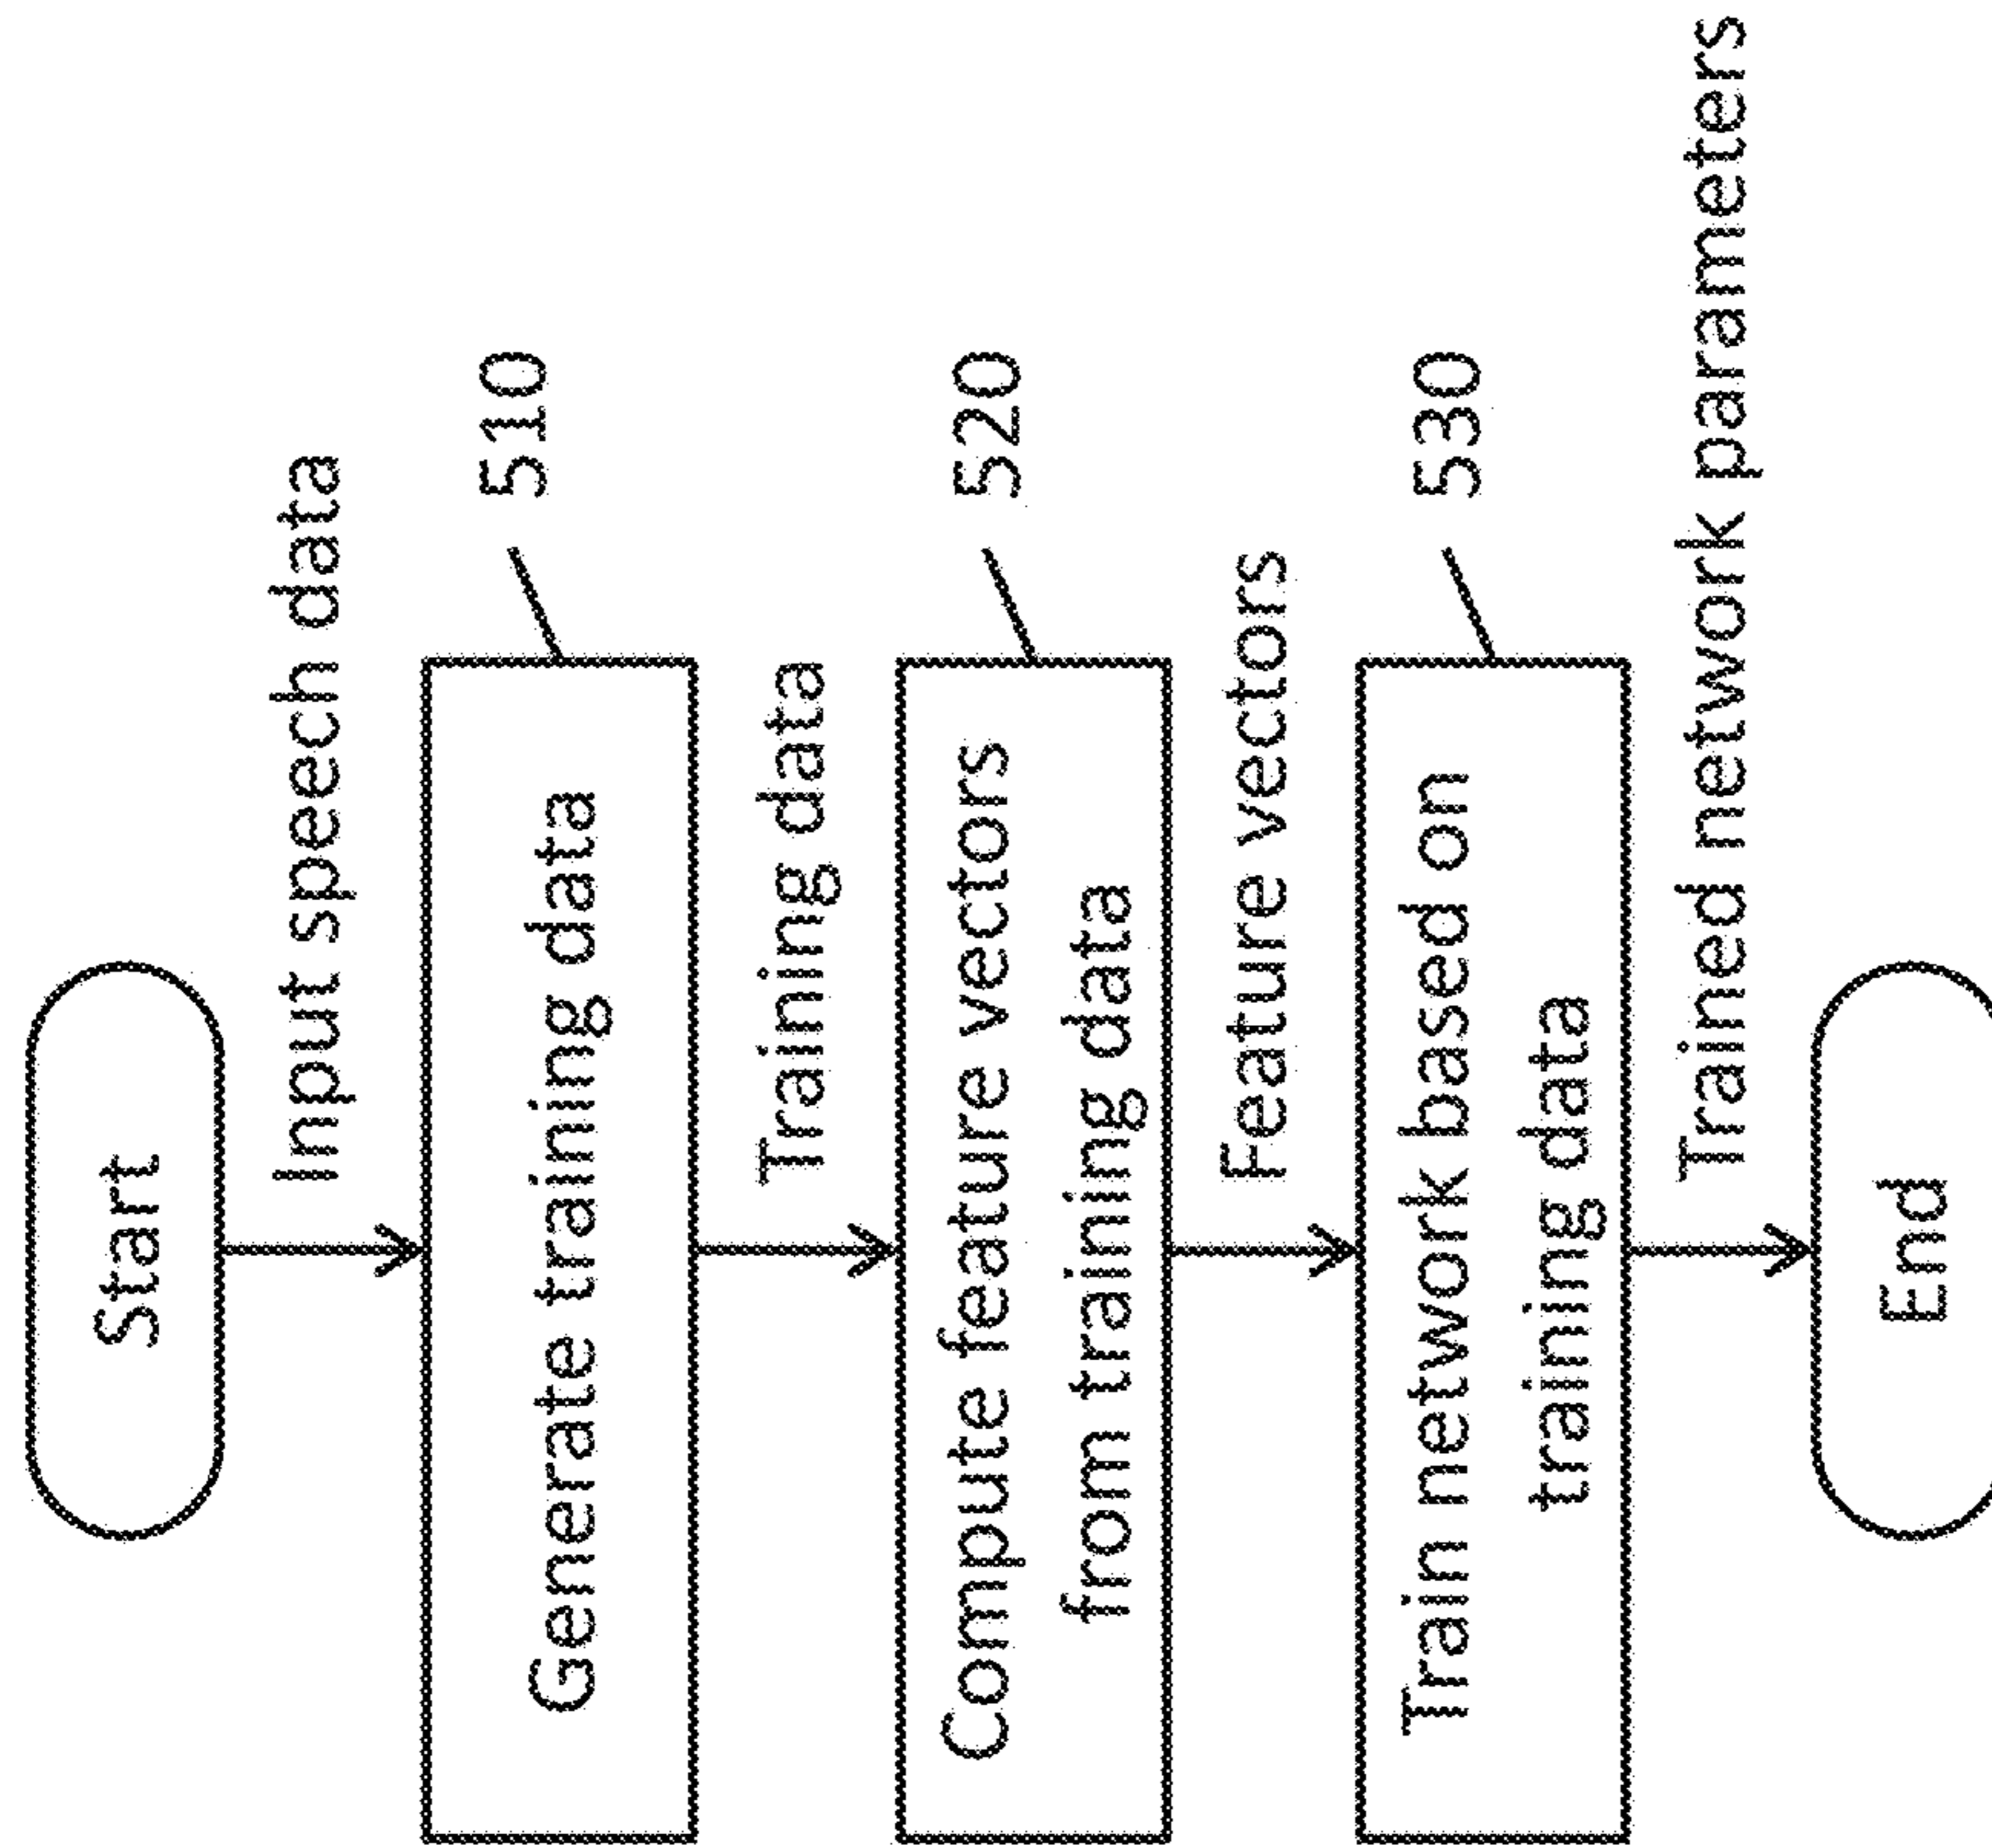 Start
Input speech data
Generate training data
510
Training data
Compute feature vectors
from training data
520
Feature vectors
Train network based on
training data
530
Trained network parameters
End